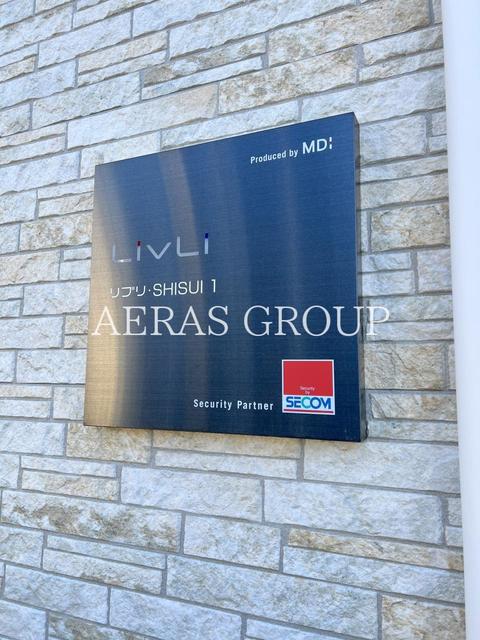 Produced by MDI
LivLi
リブリ・SHISUI 1
AERAS GROUP
Security Partner
Security
by
SECOM